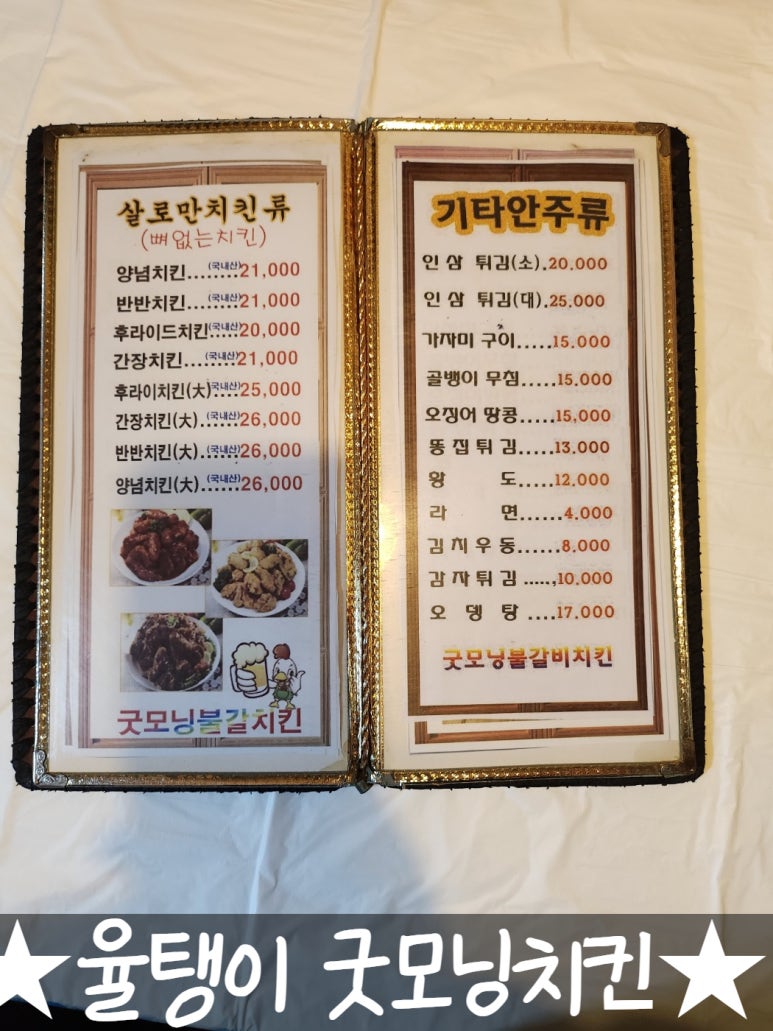 살로만치킨류
(뼈없는치킨)
양념치킨........(국내산)21,000
반반치킨.......(국내산)21,000
후라이드치킨(국내산)......20,000
간장치킨........(국내산)21,000
후라이치킨(大)(국내산)....25,000
간장치킨(大)......(국내산)26,000
반반치킨(大)......(국내산)26,000
양념치킨(大)......(국내산)26,000
굿모닝불갈치킨
기타안주류
인삼 튀김(소).20.000
인삼 튀김(대).25.000
가자미 구이.....15.000
골뱅이 무침.....15.000
오징어 땅콩.....15,000
똥집튀김.....13.000
황 도.....12.000
라 면......4.000
김치우동......8.000
감자튀김 .....,10.000
오 뎅 탕 ....17.000
굿모닝불갈비치킨
★율탱이 굿모닝치킨★